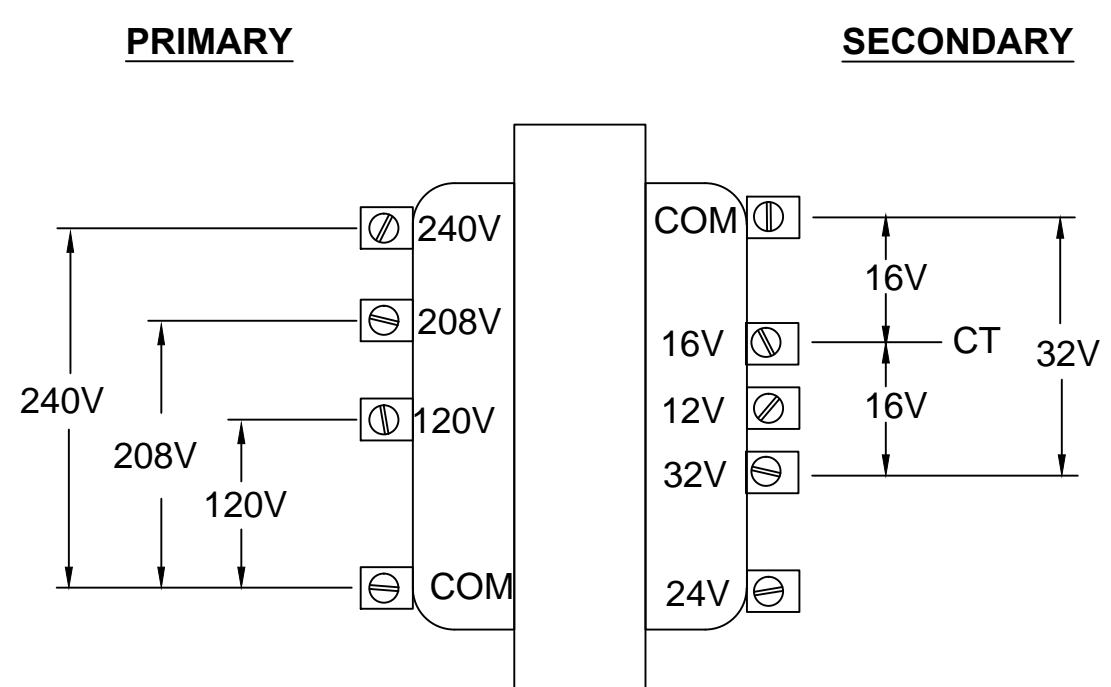 PRIMARY
SECONDARY
240V
208V
120V
COM
240V
208V
120V
COM
16V
12V
32V
24V
16V
CT
16V
32V